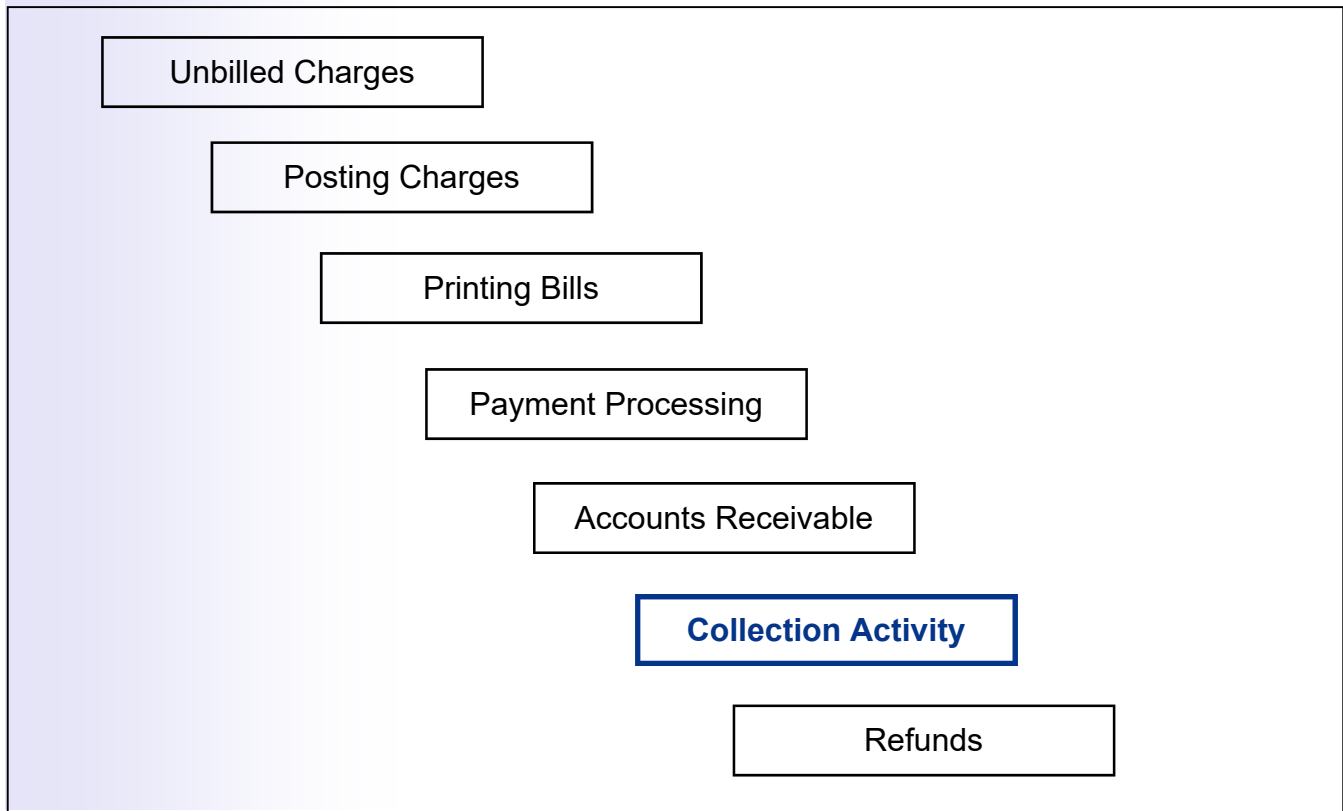 Unbilled Charges
Posting Charges
Printing Bills
Payment Processing
Accounts Receivable
Collection Activity
Refunds